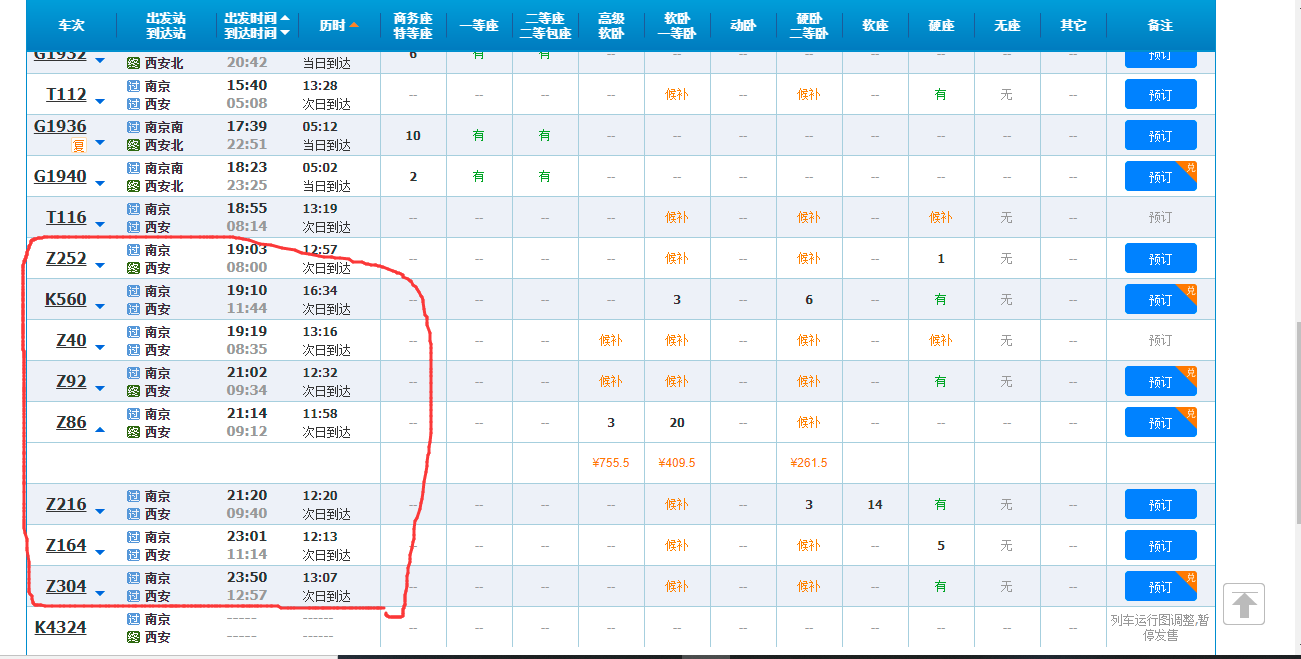 车次 出发站 到达站 出发时间 到达时间 历时 商务座 特等座 一等座 二等座 二等包座 高级 软卧 软卧 一等卧 动卧 硬卧 二等卧 软座 硬座 无座 其它 备注
G1932 终 西安北 20:42 当日到达 6 有 有 预订
T112 过 南京 15:40 13:28 -- -- -- -- 候补 -- 候补 -- 有 无 -- 预订
过 西安 05:08 次日到达
G1936 过 南京南 17:39 05:12 10 有 有 -- -- -- -- -- -- -- -- 预订
复 终 西安北 22:51 当日到达
G1940 过 南京南 18:23 05:02 2 有 有 -- -- -- -- -- -- -- -- 预订 兑
终 西安北 23:25 当日到达
T116 过 南京 18:55 13:19 -- -- -- -- 候补 -- 候补 -- 候补 无 -- 预订
过 西安 08:14 次日到达
Z252 过 南京 19:03 12:57 -- -- -- -- 候补 -- 候补 -- 1 无 -- 预订
终 西安 08:00 次日到达
K560 过 南京 19:10 16:34 -- -- -- -- 3 -- 6 -- 有 无 -- 预订 兑
过 西安 11:44 次日到达
Z40 过 南京 19:19 13:16 -- -- -- 候补 候补 -- 候补 -- 候补 无 -- 预订
过 西安 08:35 次日到达
Z92 过 南京 21:02 12:32 -- -- -- 候补 候补 -- 候补 -- 有 无 -- 预订 兑
终 西安 09:34 次日到达
Z86 过 南京 21:14 11:58 -- -- -- 3 20 -- 候补 -- -- -- -- 预订 兑
终 西安 09:12 次日到达
¥755.5 ¥409.5 ¥261.5
Z216 过 南京 21:20 12:20 -- -- -- -- 候补 -- 3 14 有 无 -- 预订
过 西安 09:40 次日到达
Z164 过 南京 23:01 12:13 -- -- -- -- 候补 -- 候补 -- 5 无 -- 预订
过 西安 11:14 次日到达
Z304 过 南京 23:50 13:07 -- -- -- -- 候补 -- 候补 -- 有 无 -- 预订 兑
过 西安 12:57 次日到达
K4324 过 南京 ----- ------ -- -- -- -- -- -- -- -- -- -- -- 列车运行图调整,暂
终 西安 ----- ------ 停发售